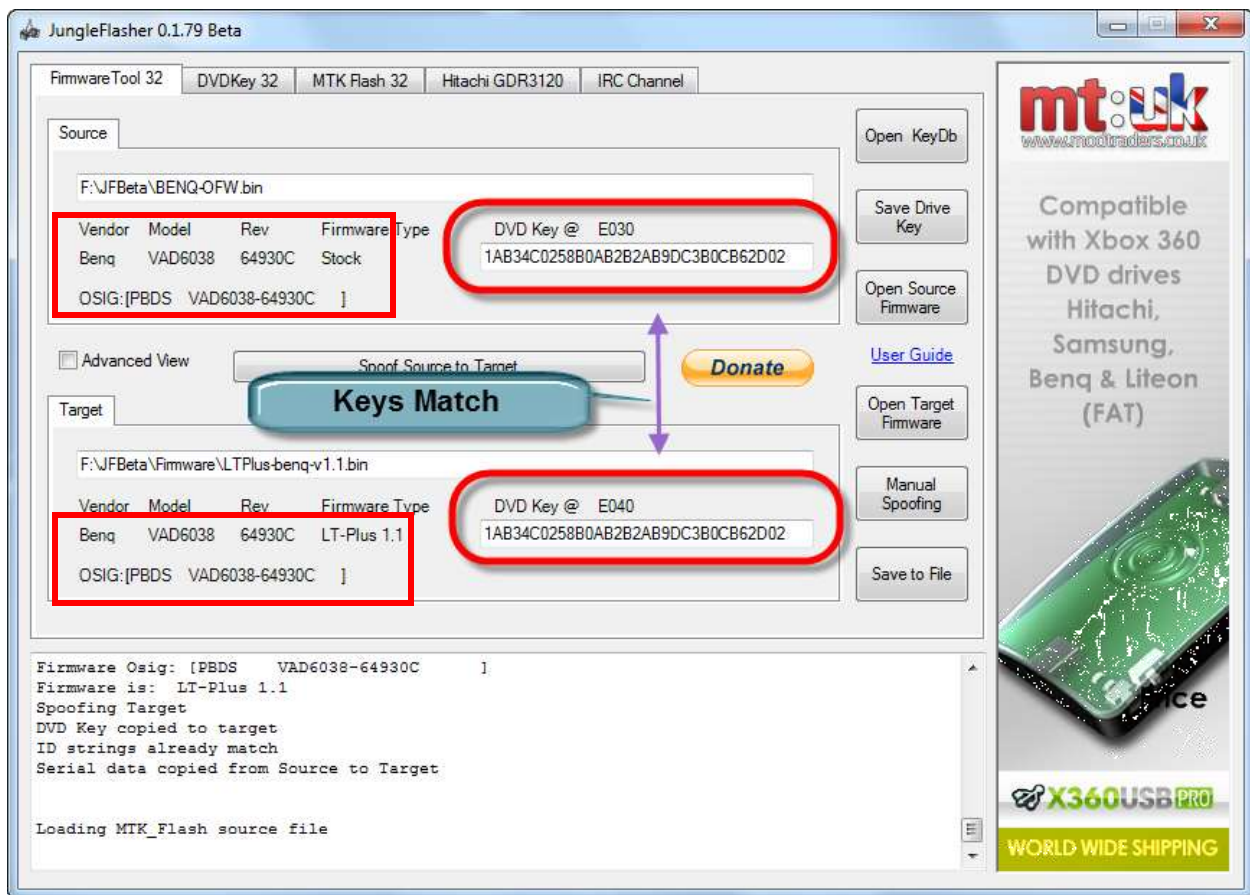 JungleFlasher 0.1.79 Beta
FirmwareTool 32 DVDKey 32 MTK Flash 32 Hitachi GDR3120 IRC Channel
Source
F:\JFBeta\BENQ-OFW.bin
Vendor Model Rev Firmware Type DVD Key @ E030
Benq VAD6038 64930C Stock 1AB34C0258B0AB2B2AB9DC3B0CB62D02
OSIG:[PBDS VAD6038-64930C ]
Advanced View Spoof Source to Target Donate
Keys Match
Target
F:\JFBeta\Firmware\LTPlus-benq-v1.1.bin
Vendor Model Rev Firmware Type DVD Key @ E040
Benq VAD6038 64930C LT-Plus 1.1 1AB34C0258B0AB2B2AB9DC3B0CB62D02
OSIG:[PBDS VAD6038-64930C ]
Open KeyDb
Save Drive
Key
Open Source
Firmware
User Guide
Open Target
Firmware
Manual
Spoofing
Save to File
Firmware Osig: [PBDS VAD6038-64930C ]
Firmware is: LT-Plus 1.1
Spoofing Target
DVD Key copied to target
ID strings already match
Serial data copied from Source to Target
Loading MTK_Flash source file
mt:uk
www.modtraders.co.uk
Compatible
with Xbox 360
DVD drives
Hitachi,
Samsung,
Benq & Liteon
(FAT)
X360USB PRO
WORLD WIDE SHIPPING